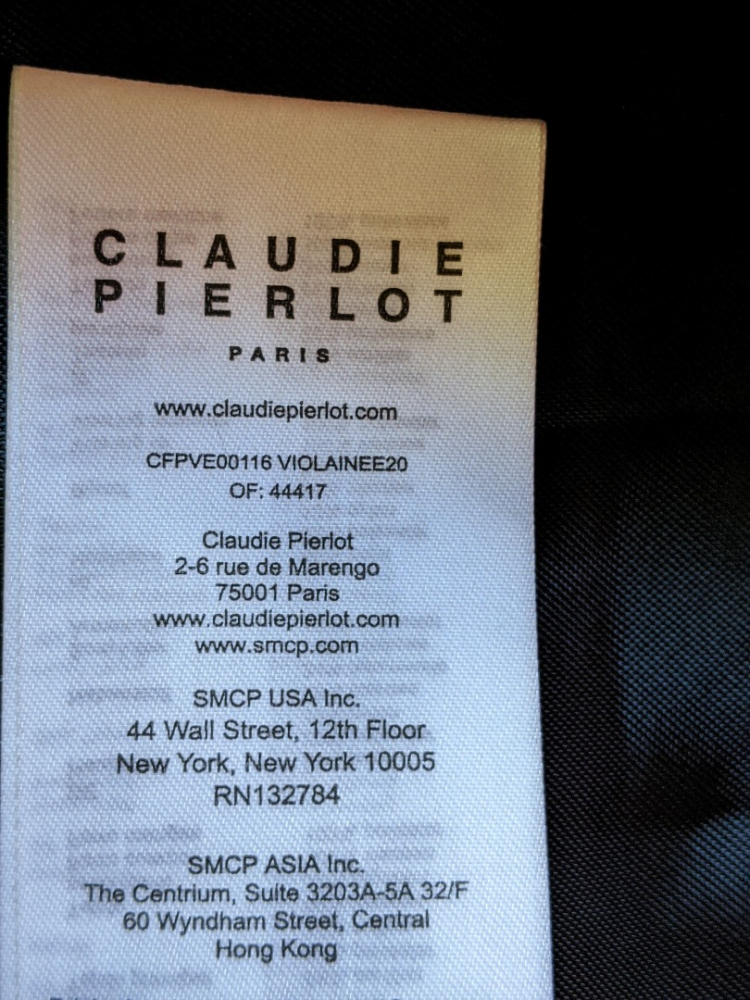 CLAUDIE
PIERLOT
PARIS
www.claudiepierlot.com
CFPVE00116 VIOLAINEE20
OF: 44417
Claudie Pierlot
2-6 rue de Marengo
75001 Paris
www.claudiepierlot.com
www.smcp.com
SMCP USA Inc.
44 Wall Street, 12th Floor
New York, New York 10005
RN132784
SMCP ASIA Inc.
The Centrium, Suite 3203A-5A 32/F
60 Wyndham Street, Central
Hong Kong